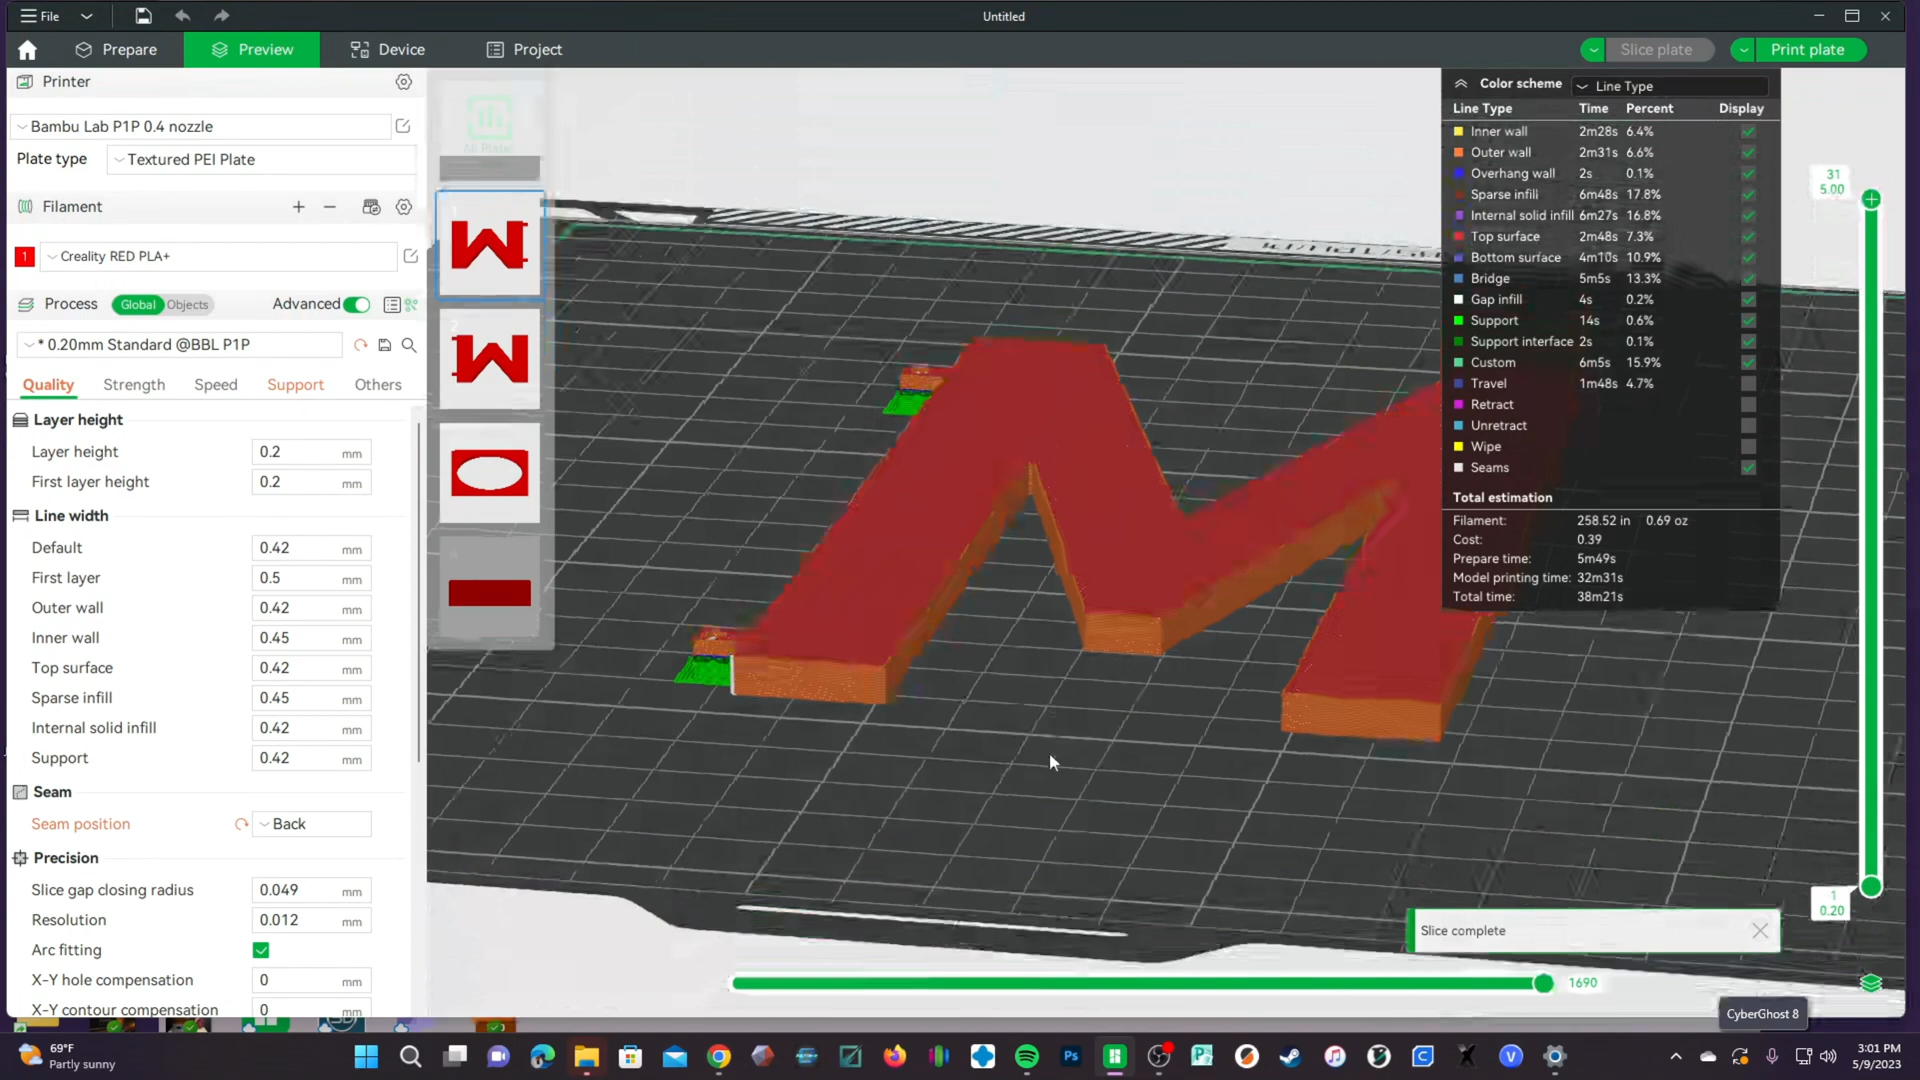 File
Untitled
Prepare
Preview
Device
Project
Slice plate
Print plate
Printer
Bambu Lab P1P 0.4 nozzle
Plate type
Textured PEI Plate
Filament
1
Creality RED PLA+
Process
Global
Objects
Advanced
* 0.20mm Standard @BBL P1P
Quality
Strength
Speed
Support
Others
Layer height
Layer height 0.2 mm
First layer height 0.2 mm
Line width
Default 0.42 mm
First layer 0.5 mm
Outer wall 0.42 mm
Inner wall 0.45 mm
Top surface 0.42 mm
Sparse infill 0.45 mm
Internal solid infill 0.42 mm
Support 0.42 mm
Seam
Seam position Back
Precision
Slice gap closing radius 0.049 mm
Resolution 0.012 mm
Arc fitting
X-Y hole compensation 0 mm
X-Y contour compensation 0 mm
All Plates
Color scheme Line Type
Line Type Time Percent Display
Inner wall 2m28s 6.4%
Outer wall 2m31s 6.6%
Overhang wall 2s 0.1%
Sparse infill 6m48s 17.8%
Internal solid infill 6m27s 16.8%
Top surface 2m48s 7.3%
Bottom surface 4m10s 10.9%
Bridge 5m5s 13.3%
Gap infill 4s 0.2%
Support 14s 0.6%
Support interface 2s 0.1%
Custom 6m5s 15.9%
Travel 1m48s 4.7%
Retract
Unretract
Wipe
Seams
Total estimation
Filament: 258.52 in 0.69 oz
Cost: 0.39
Prepare time: 5m49s
Model printing time: 32m31s
Total time: 38m21s
31
5.00
1
0.20
Slice complete
1690
CyberGhost 8
69°F
Partly sunny
Ps
3:01 PM
5/9/2023